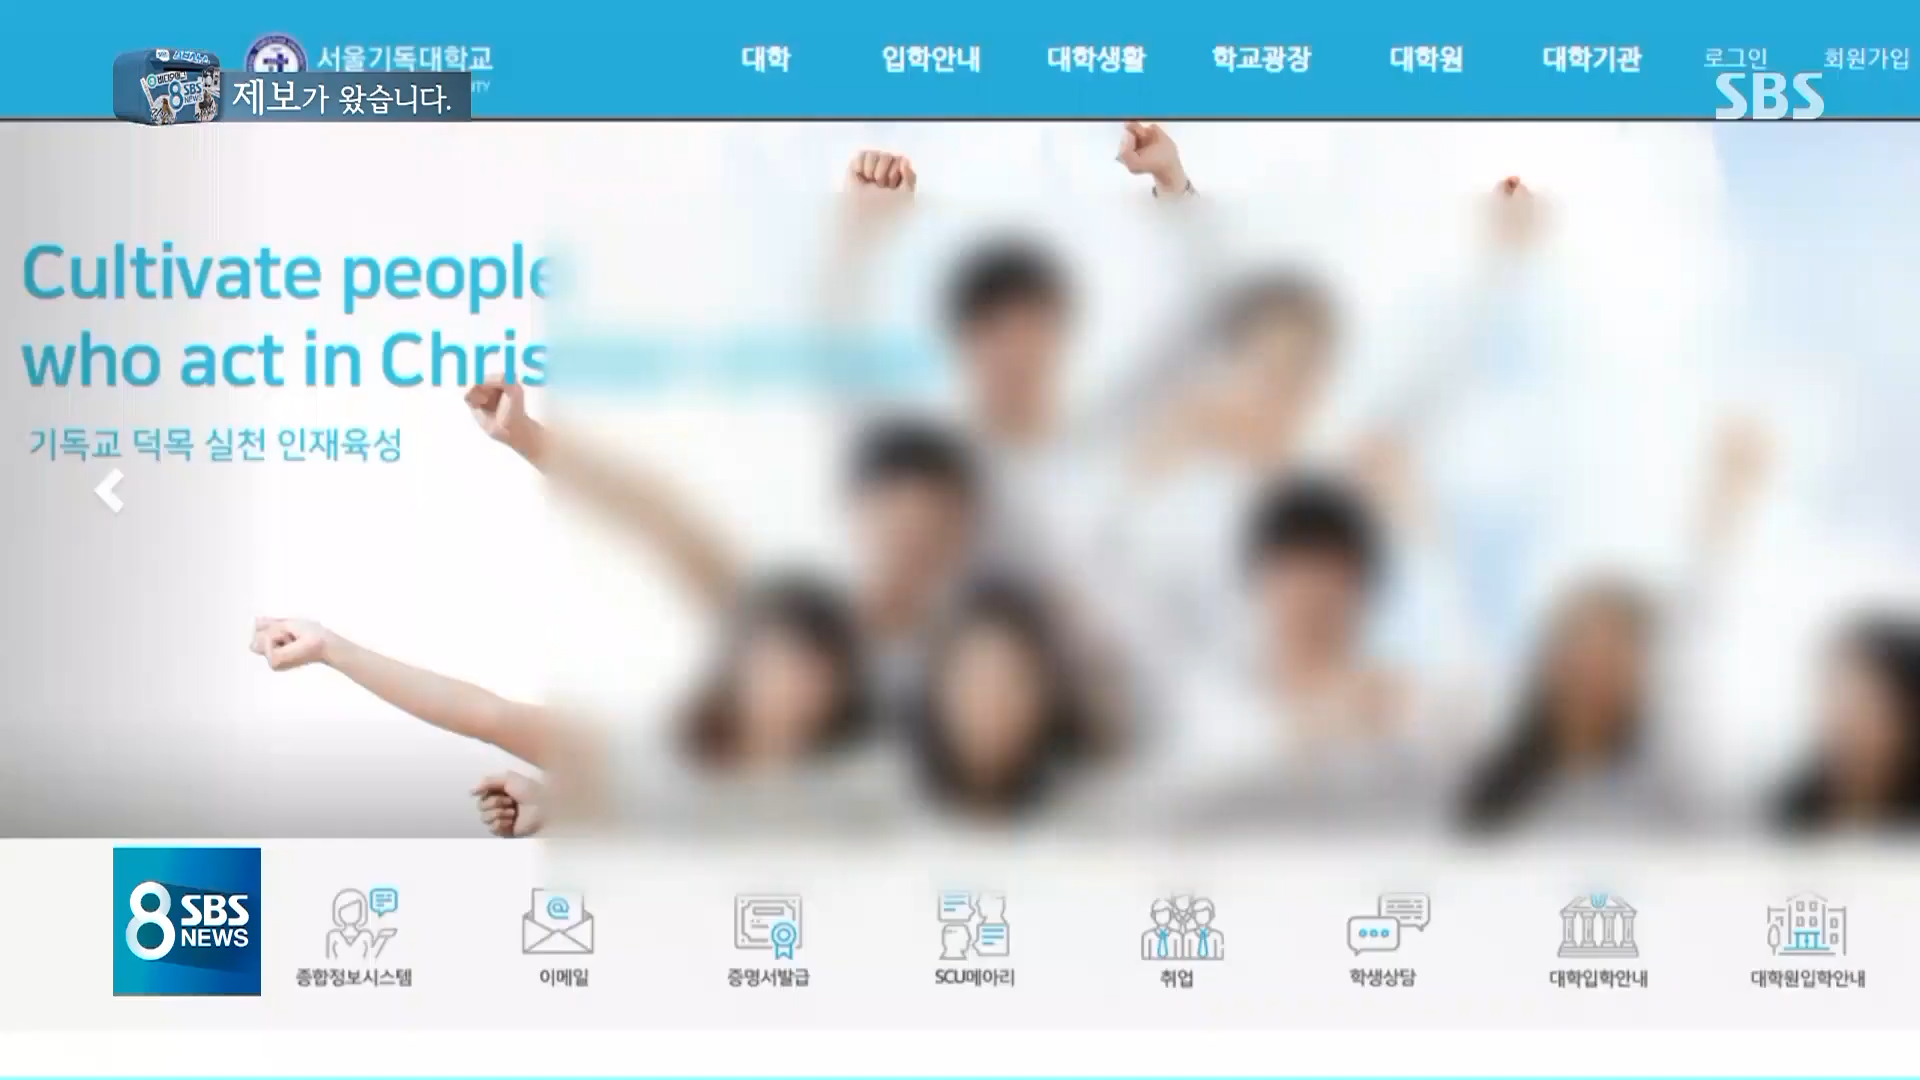 서울기독대학교
대학 입학안내 대학생활 학교광장 대학원 대학기관 로그인 회원가입
SBS
8 SBS NEWS
제보가 왔습니다.
Cultivate people
who act in Chris
기독교 덕목 실천 인재육성
8 SBS
NEWS
종합정보시스템 이메일 증명서발급 SCU메아리 취업 학생상담 대학입학안내 대학원입학안내